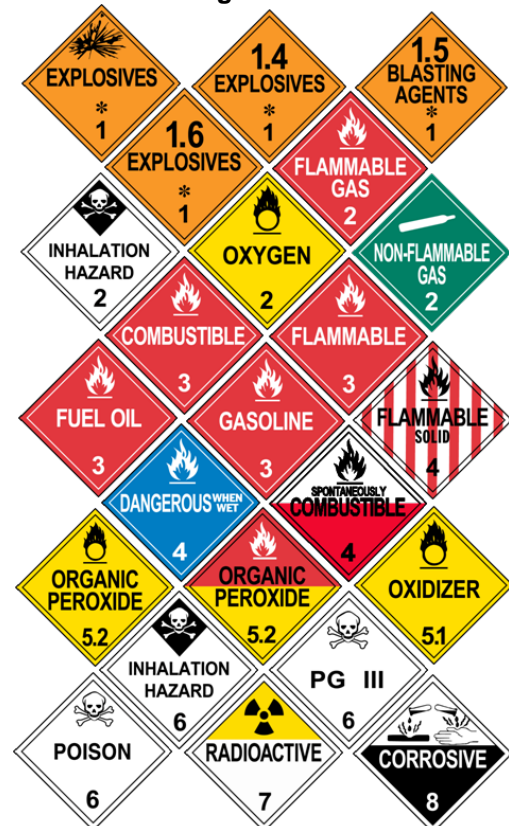 EXPLOSIVES
*
1
1.4
EXPLOSIVES
*
1
1.5
BLASTING
AGENTS
*
1
1.6
EXPLOSIVES
*
1
FLAMMABLE
GAS
2
INHALATION
HAZARD
2
OXYGEN
2
NON-FLAMMABLE
GAS
2
COMBUSTIBLE
3
FLAMMABLE
3
FUEL OIL
3
GASOLINE
3
FLAMMABLE
SOLID
4
DANGEROUS WHEN
WET
4
SPONTANEOUSLY
COMBUSTIBLE
4
ORGANIC
PEROXIDE
5.2
ORGANIC
PEROXIDE
5.2
OXIDIZER
5.1
INHALATION
HAZARD
6
PG III
6
POISON
6
RADIOACTIVE
7
CORROSIVE
8